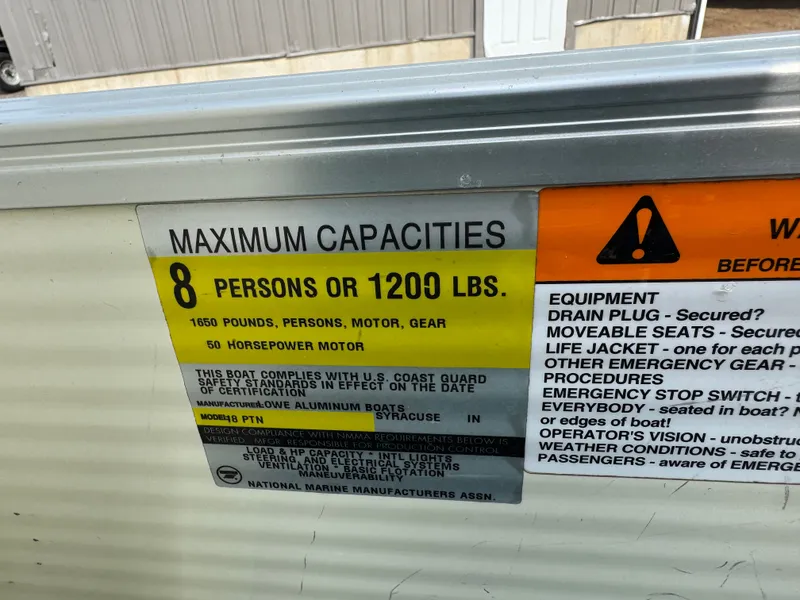 MAXIMUM CAPACITIES
8 PERSONS OR 1200 LBS.
1650 POUNDS, PERSONS, MOTOR, GEAR
50 HORSEPOWER MOTOR
THIS BOAT COMPLIES WITH U.S. COAST GUARD
SAFETY STANDARDS IN EFFECT ON THE DATE
OF CERTIFICATION
MANUFACTURER: LOWE ALUMINUM BOATS
MODEL: 18 PTN SYRACUSE IN
DESIGN COMPLIANCE WITH NMMA REQUIREMENTS BELOW IS
VERIFIED. MFGR. RESPONSIBLE FOR PRODUCTION CONTROL.
LOAD & HP CAPACITY • INTL LIGHTS
STEERING, AND ELECTRICAL SYSTEMS
VENTILATION • BASIC FLOTATION
MANEUVERABILITY
NATIONAL MARINE MANUFACTURERS ASSN.
W
BEFORE
EQUIPMENT
DRAIN PLUG - Secured?
MOVEABLE SEATS - Secured
LIFE JACKET - one for each p
OTHER EMERGENCY GEAR -
PROCEDURES
EMERGENCY STOP SWITCH -
EVERYBODY - seated in boat?
or edges of boat!
OPERATOR'S VISION - unobstruc
WEATHER CONDITIONS - safe to
PASSENGERS - aware of EMERGE